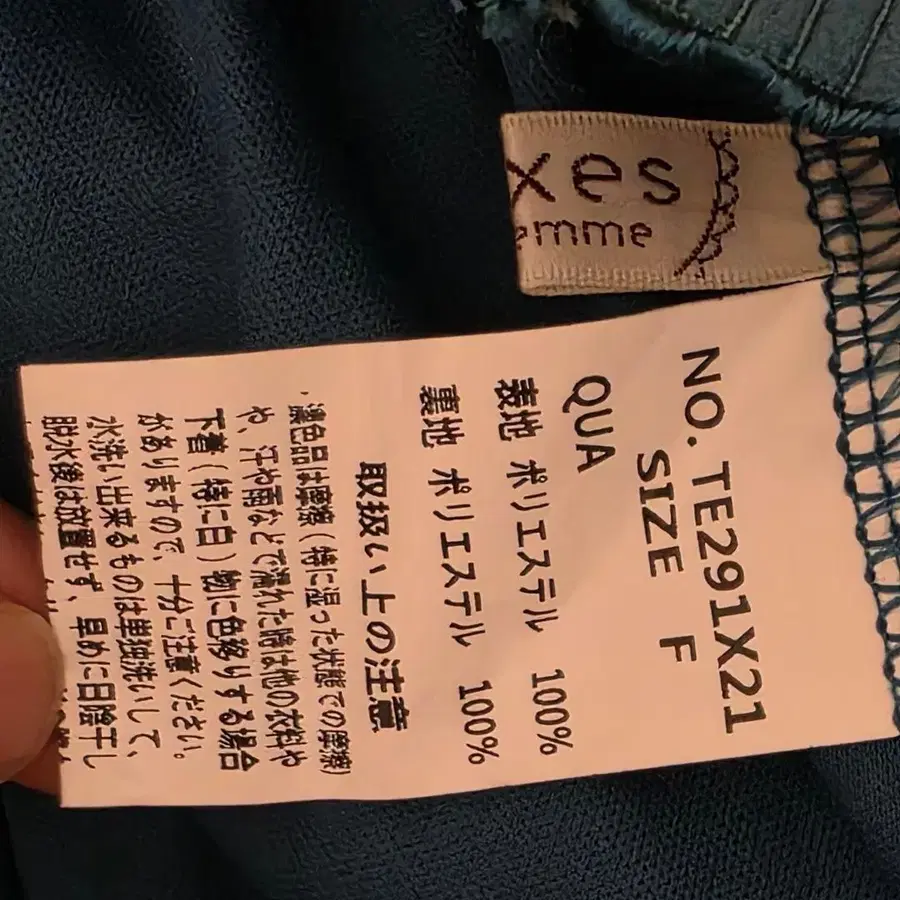 xes
emme
NO. TE291X21
SIZE F
QUA
表地 ポリエステル 100%
裏地 ポリエステル 100%
取扱い上の注意
・濃色品は摩擦(特に湿った状態での摩擦)
や、汗や雨などで濡れた時は他の衣料や
下着(特に白)物に色移りする場合
がありますので、十分ご注意ください。
水洗い出来るものは単独洗いして、
脱水後は放置せず、早めに日陰干し